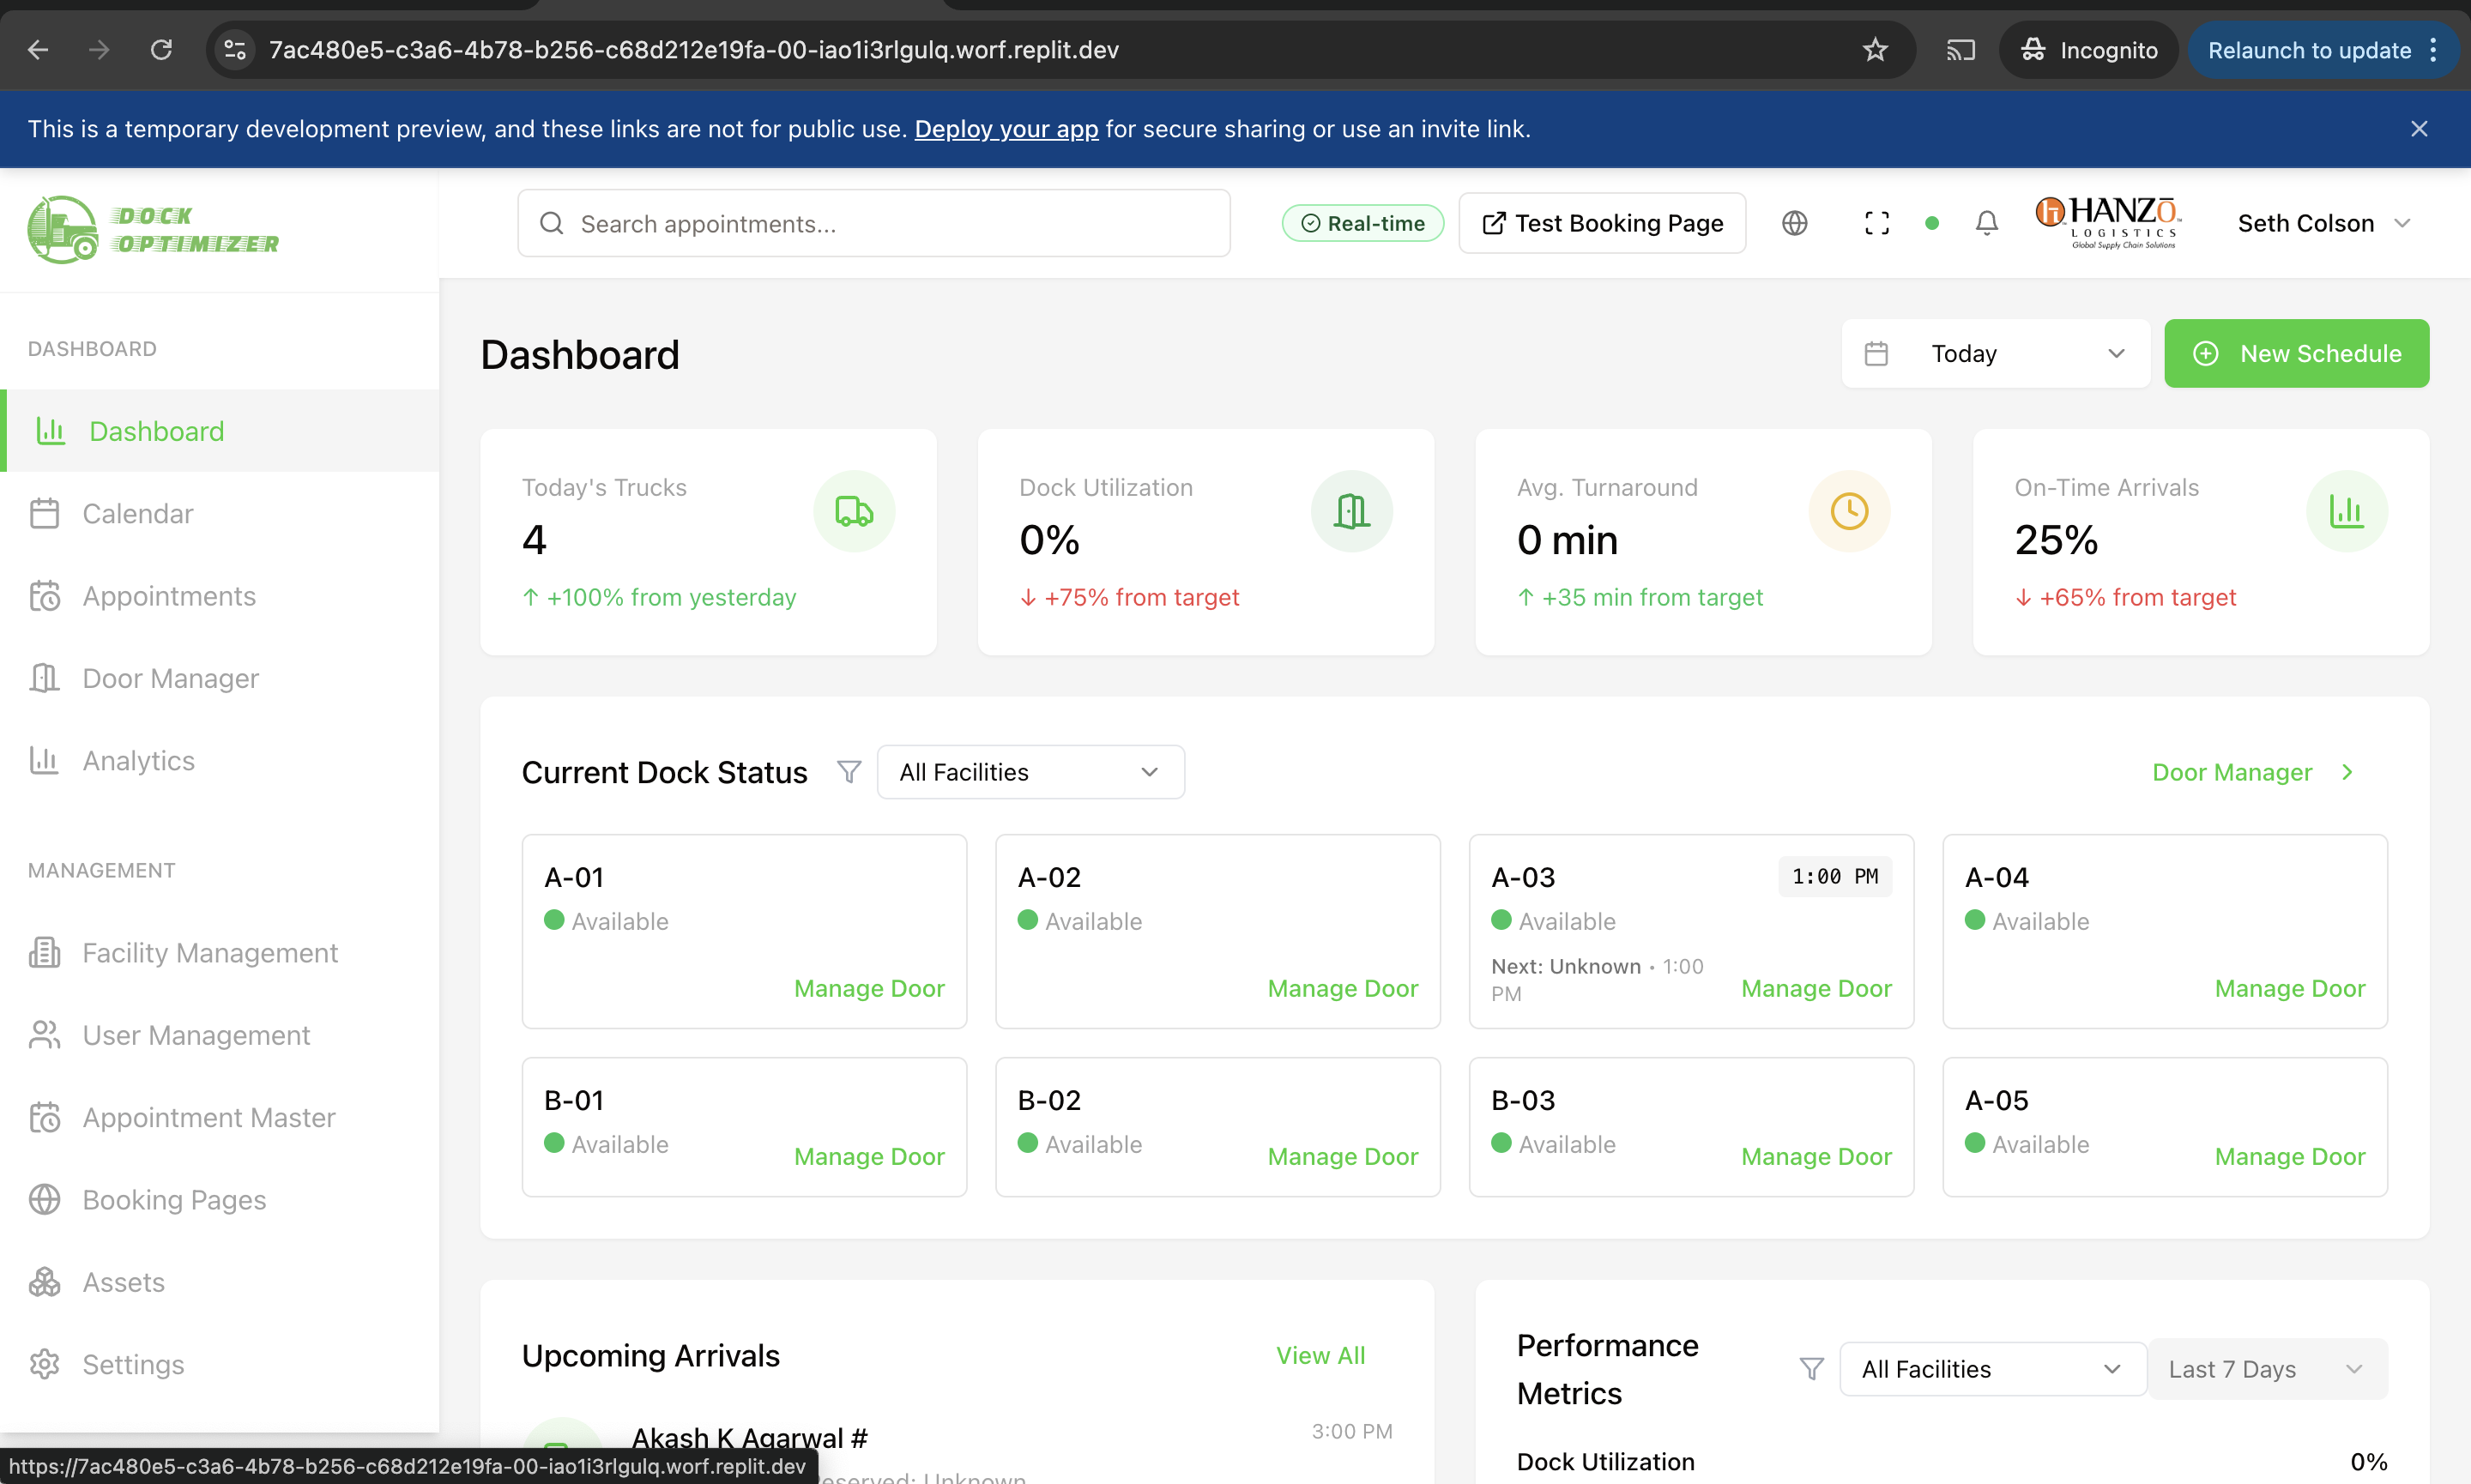 7ac480e5-c3a6-4b78-b256-c68d212e19fa-00-iao1i3rlgulq.worf.replit.dev
Incognito
Relaunch to update
This is a temporary development preview, and these links are not for public use. Deploy your app for secure sharing or use an invite link.
DOCK
OPTIMIZER
Search appointments...
Real-time
Test Booking Page
HANZŌ
LOGISTICS
Global Supply Chain Solutions
Seth Colson
DASHBOARD
Dashboard
Calendar
Appointments
Door Manager
Analytics
MANAGEMENT
Facility Management
User Management
Appointment Master
Booking Pages
Assets
Settings
Dashboard
Today
New Schedule
Today's Trucks
4
↑ +100% from yesterday
Dock Utilization
0%
↓ +75% from target
Avg. Turnaround
0 min
↑ +35 min from target
On-Time Arrivals
25%
↓ +65% from target
Current Dock Status
All Facilities
Door Manager
A-01
Available
Manage Door
A-02
Available
Manage Door
A-03
1:00 PM
Available
Next: Unknown • 1:00
PM
Manage Door
A-04
Available
Manage Door
B-01
Available
Manage Door
B-02
Available
Manage Door
B-03
Available
Manage Door
A-05
Available
Manage Door
Upcoming Arrivals
View All
Akash K Agarwal #
3:00 PM
Unknown
Performance
Metrics
All Facilities
Last 7 Days
Dock Utilization
0%
https://7ac480e5-c3a6-4b78-b256-c68d212e19fa-00-iao1i3rlgulq.worf.replit.dev